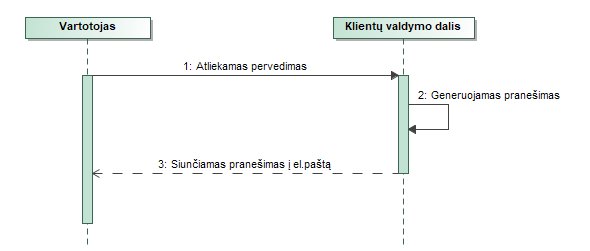 Vartotojas
Klientų valdymo dalis
1: Atliekamas pervedimas
2: Generuojamas pranešimas
3: Siunčiamas pranešimas į el.paštą